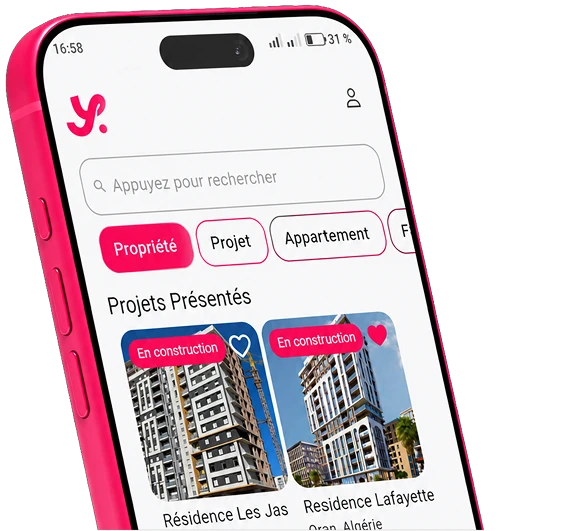 16:58
31 %
y.
Appuyez pour rechercher
Propriété
Projet
Appartement
F
Projets Présentés
En construction
En construction
Résidence Les Jas
Residence Lafayette
Oran, Algérie